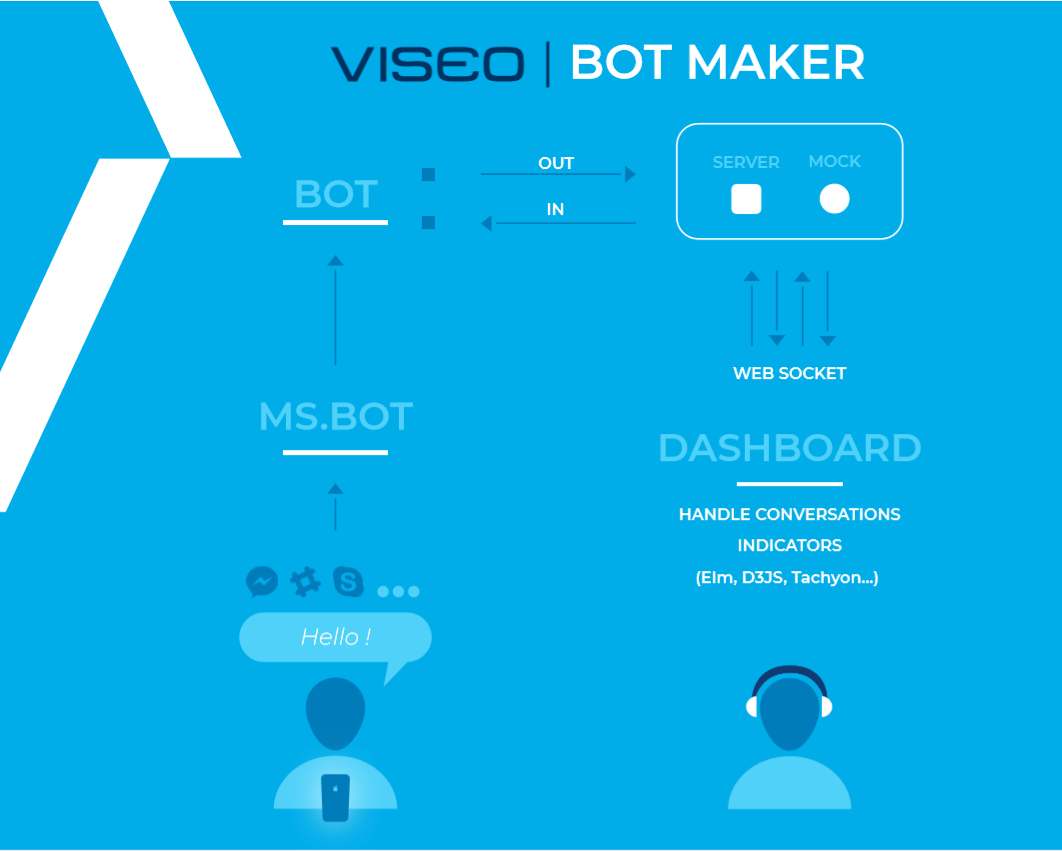 VISEO | BOT MAKER
OUT
SERVER MOCK
BOT
IN
WEB SOCKET
MS.BOT
DASHBOARD
HANDLE CONVERSATIONS
INDICATORS
(Elm, D3JS, Tachyon...)
Hello !